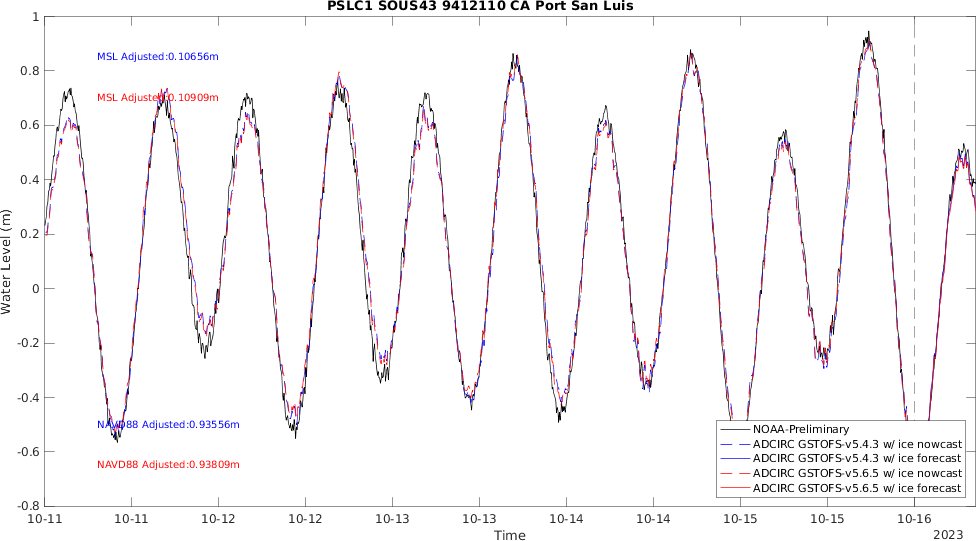 PSLC1 SOUS43 9412110 CA Port San Luis
1
0.8
0.6
0.4
0.2
0
-0.2
-0.4
-0.6
-0.8
Water Level (m)
MSL Adjusted:0.10656m
MSL Adjusted:0.10909m
NAVD88 Adjusted:0.93556m
NAVD88 Adjusted:0.93809m
NOAA-Preliminary
ADCIRC GSTOFS-v5.4.3 w/ ice nowcast
ADCIRC GSTOFS-v5.4.3 w/ ice forecast
ADCIRC GSTOFS-v5.6.5 w/ ice nowcast
ADCIRC GSTOFS-v5.6.5 w/ ice forecast
10-11 10-11 10-12 10-12 10-13 10-13 10-14 10-14 10-15 10-15 10-16
Time
2023